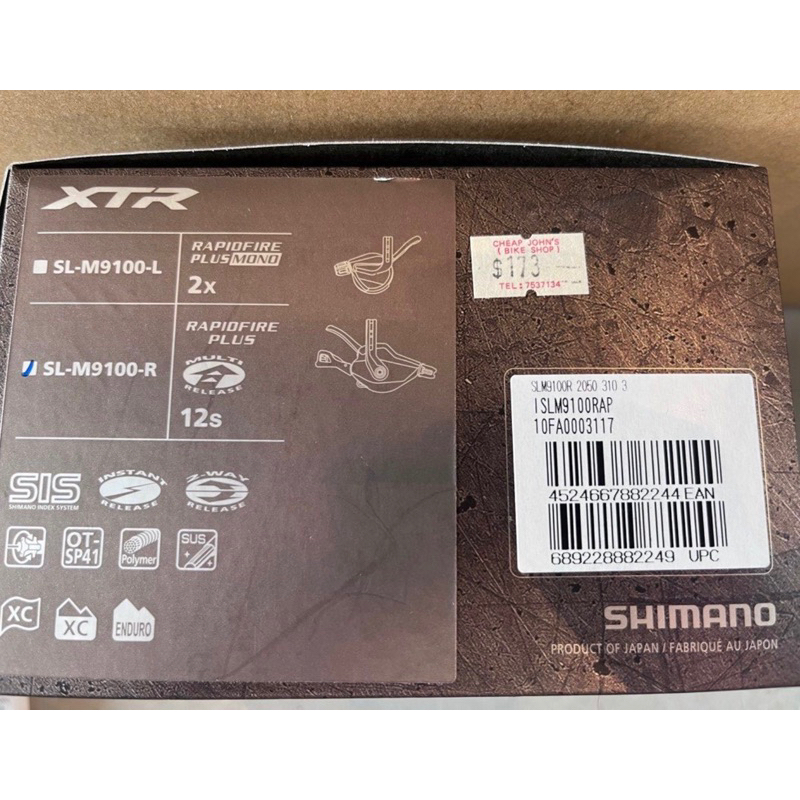 XTR
SL-M9100-L
RAPIDFIRE
PLUS MONO
2x
SL-M9100-R
RAPIDFIRE
PLUS
MULTI
RELEASE
12s
SIS
SHIMANO INDEX SYSTEM
INSTANT
RELEASE
2-WAY
RELEASE
OT-
SP41
Polymer
SUS
XC
XC
ENDURO
CHEAP JOHN'S
( BIKE SHOP )
$173
TEL:7537134
SLM9100R 2050 310 3
ISLM9100RAP
10FA0003117
4524667882244 EAN
689228882249 UPC
SHIMANO
PRODUCT OF JAPAN / FABRIQUÉ AU JAPON